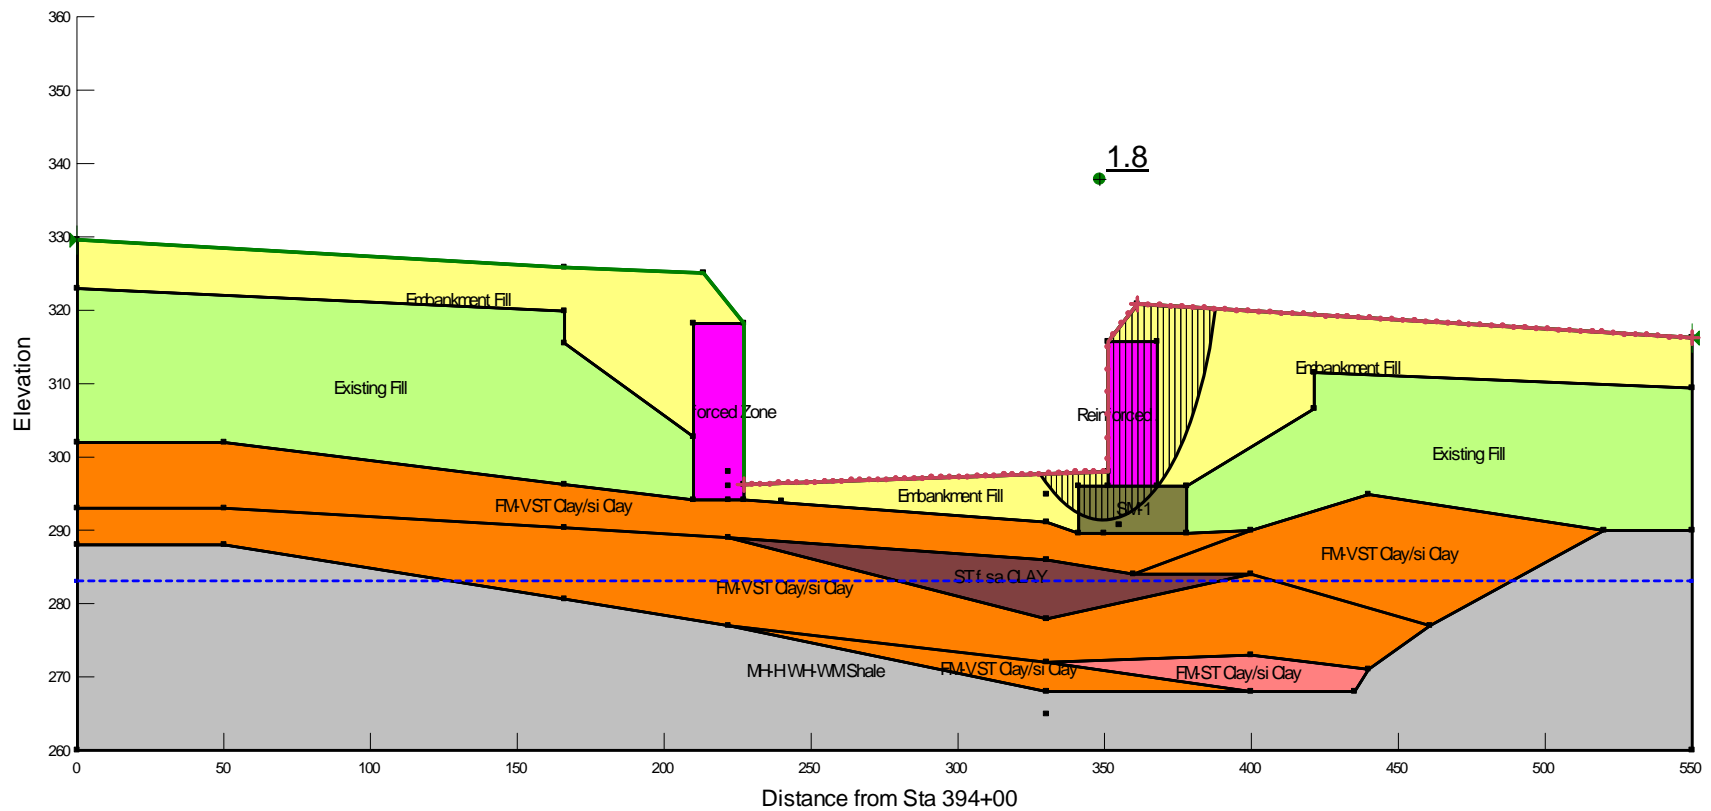 360
350
340
1.8
330
Embankment Fill
320
Existing Fill
310
forced Zone
Reinforced
Embankment Fill
Existing Fill
300
Elevation
FM-VST Clay/si Clay
Embankment Fill
SM-1
290
FM-VST Clay/si Clay
ST f sa CLAY
FM-VST Clay/si Clay
280
MH-H WH-WM Shale
FM-VST Clay/si Clay
FM-ST Clay/si Clay
270
260
0 50 100 150 200 250 300 350 400 450 500 550
Distance from Sta 394+00